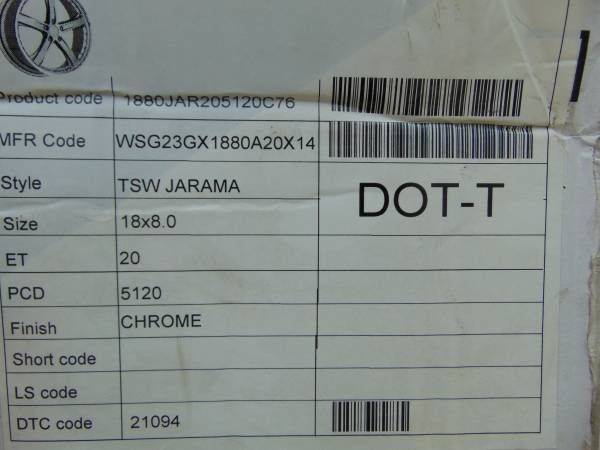 Product code 1880JAR205120C76
MFR Code WSG23GX1880A20X14
Style TSW JARAMA
DOT-T
Size 18x8.0
ET 20
PCD 5120
Finish CHROME
Short code
LS code
DTC code 21094